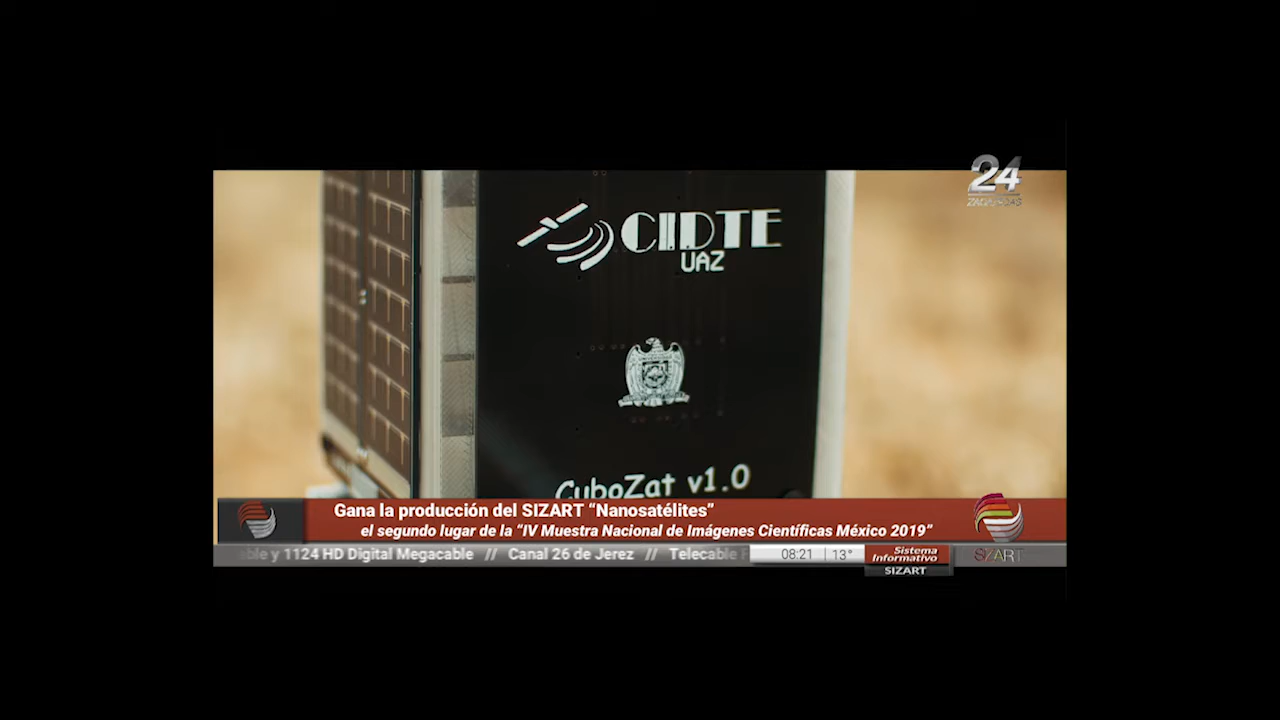 24
ZACATECAS
CIDTE
UAZ
CuboZat v1.0
Gana la producción del SIZART “Nanosatélites”
el segundo lugar de la “IV Muestra Nacional de Imágenes Científicas México 2019”
y 1124 HD Digital Megacable // Canal 26 de Jerez // Telecable
08:21 13°
Sistema
Informativo
SIZART
SIZART